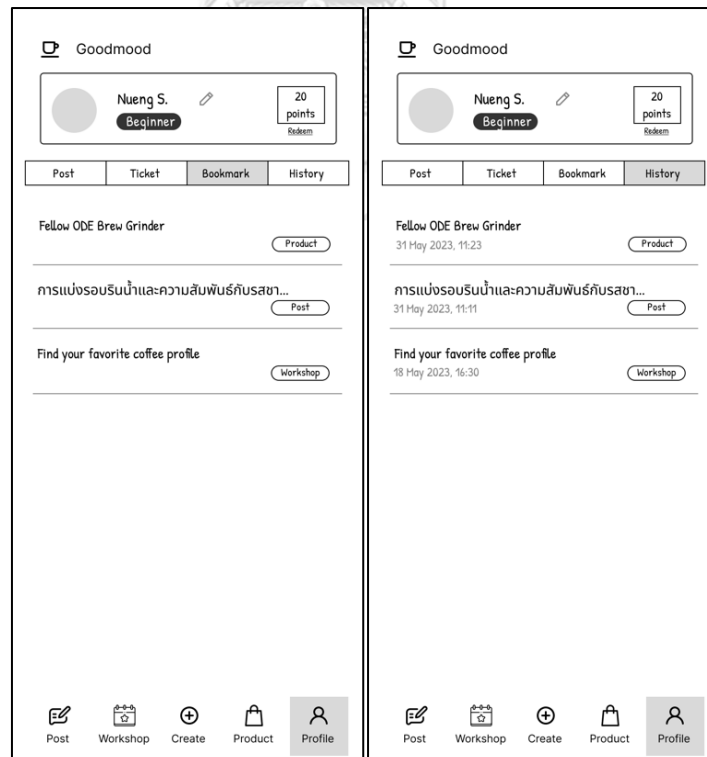 Goodmood
Nueng S.
Beginner
20
points
Redeem
Post Ticket Bookmark History
Fellow ODE Brew Grinder
Product
การแบ่งรอบรินน้ำและความสัมพันธ์กับรสชา...
Post
Find your favorite coffee profile
Workshop
Post Workshop Create Product Profile
Goodmood
Nueng S.
Beginner
20
points
Redeem
Post Ticket Bookmark History
Fellow ODE Brew Grinder
31 May 2023, 11:23
Product
การแบ่งรอบรินน้ำและความสัมพันธ์กับรสชา...
31 May 2023, 11:11
Post
Find your favorite coffee profile
18 May 2023, 16:30
Workshop
Post Workshop Create Product Profile